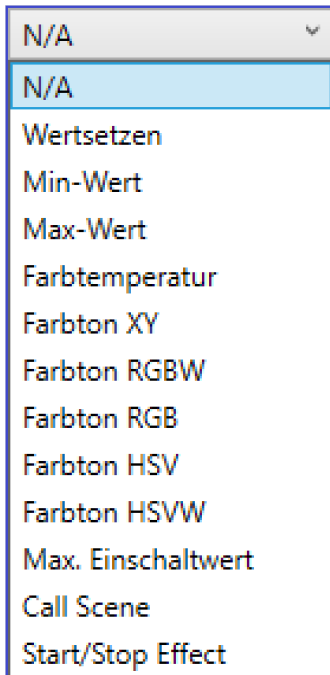 N/A
N/A
Wertsetzen
Min-Wert
Max-Wert
Farbtemperatur
Farbton XY
Farbton RGBW
Farbton RGB
Farbton HSV
Farbton HSVW
Max. Einschaltwert
Call Scene
Start/Stop Effect